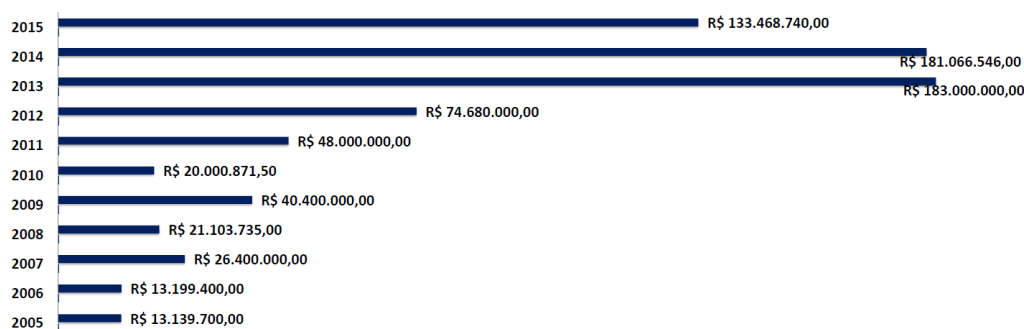 2015 R$ 133.468.740,00
2014 R$ 181.066.546,00
2013 R$ 183.000.000,00
2012 R$ 74.680.000,00
2011 R$ 48.000.000,00
2010 R$ 20.000.871,50
2009 R$ 40.400.000,00
2008 R$ 21.103.735,00
2007 R$ 26.400.000,00
2006 R$ 13.199.400,00
2005 R$ 13.139.700,00